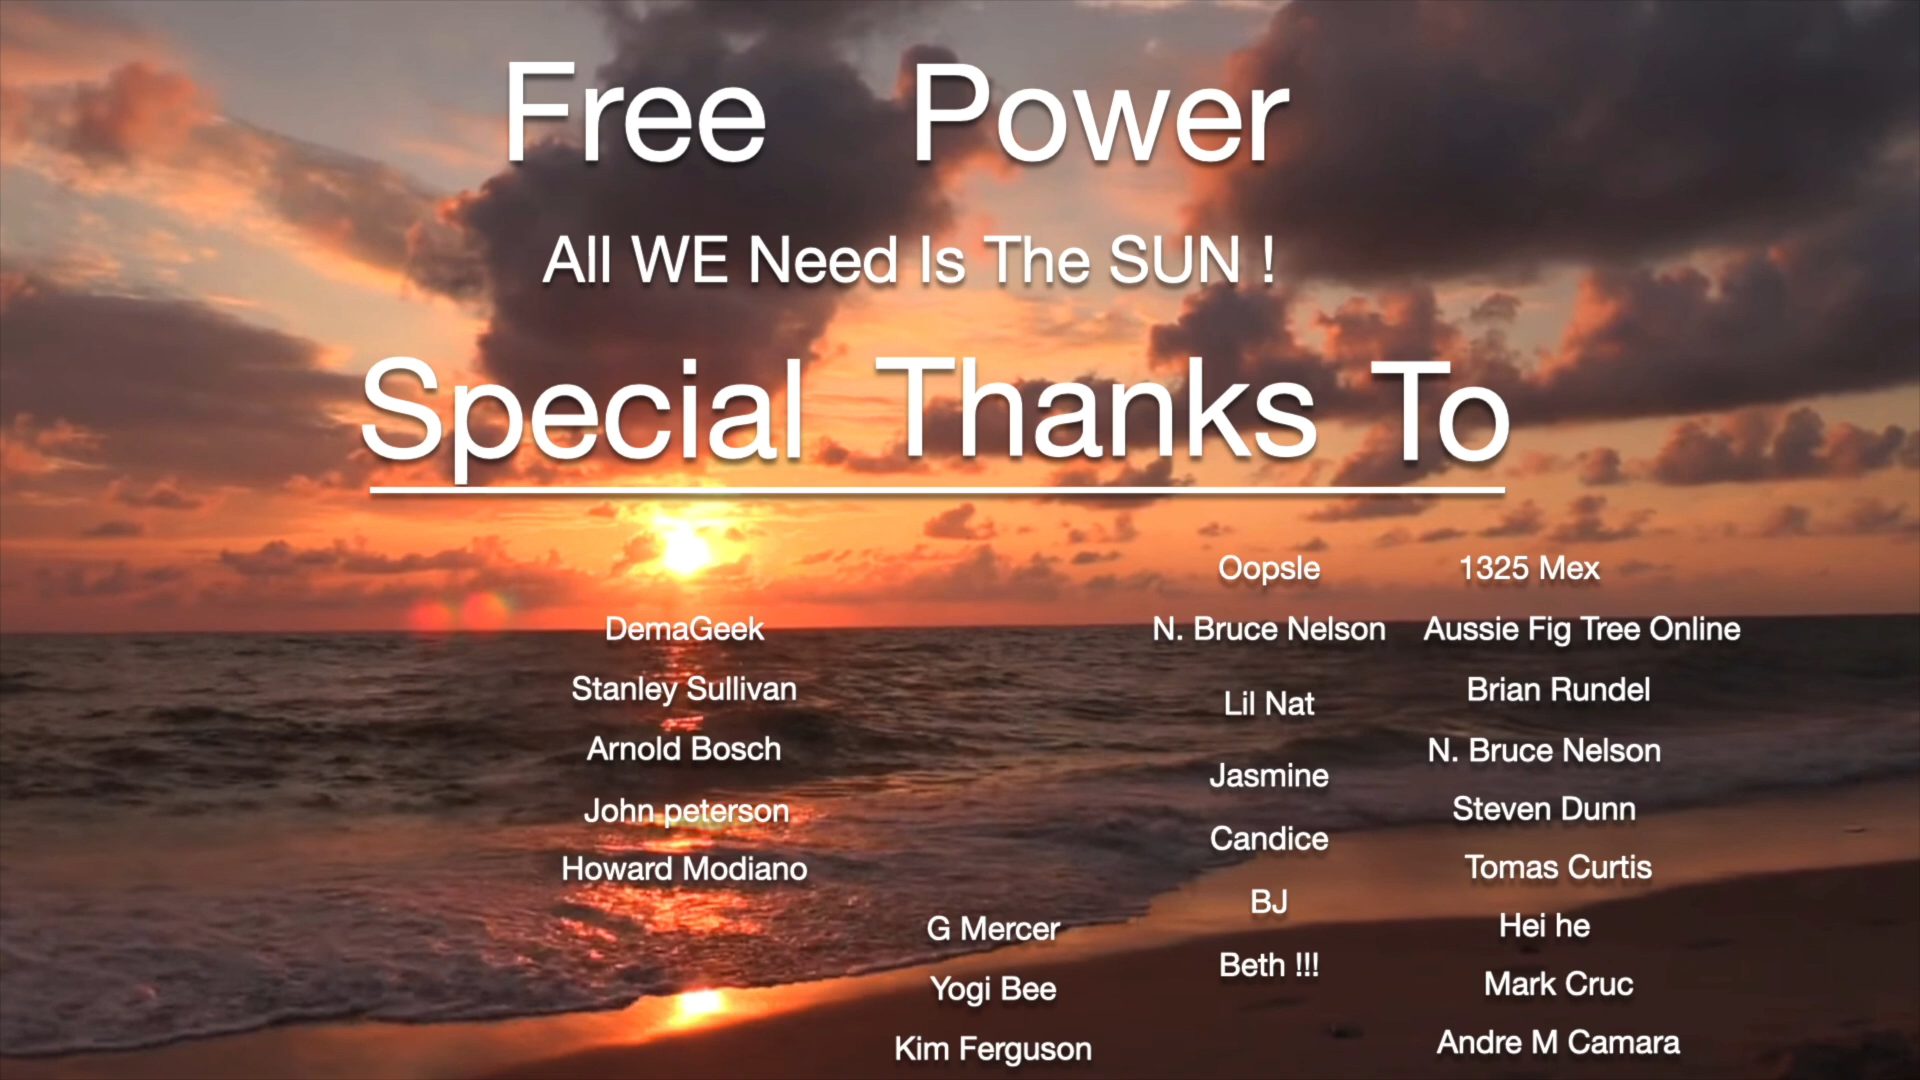 Free Power
All WE Need Is The SUN !
Special Thanks To
DemaGeek
Stanley Sullivan
Arnold Bosch
John peterson
Howard Modiano
G Mercer
Yogi Bee
Kim Ferguson
Oopsle
N. Bruce Nelson
Lil Nat
Jasmine
Candice
BJ
Beth !!!
1325 Mex
Aussie Fig Tree Online
Brian Rundel
N. Bruce Nelson
Steven Dunn
Tomas Curtis
Hei he
Mark Cruc
Andre M Camara